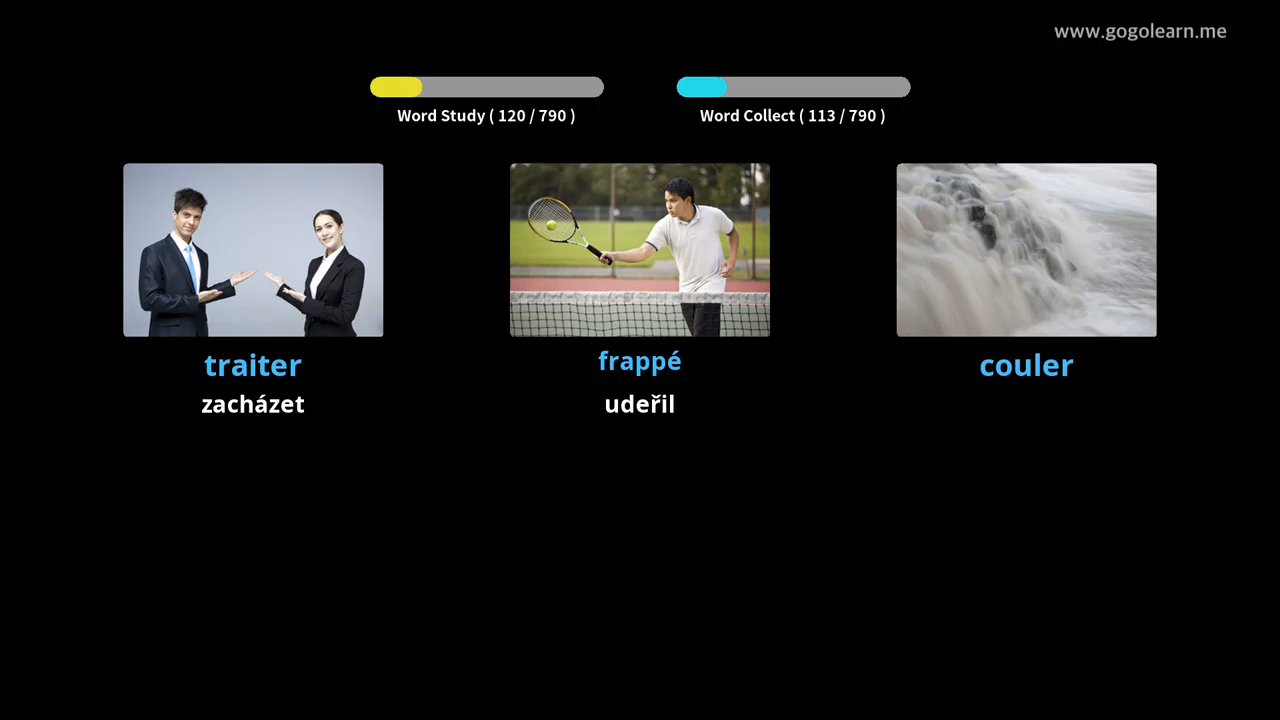 www.gogolearn.me
Word Study ( 120 / 790 )
Word Collect ( 113 / 790 )
traiter
zacházet
frappé
udeřil
couler